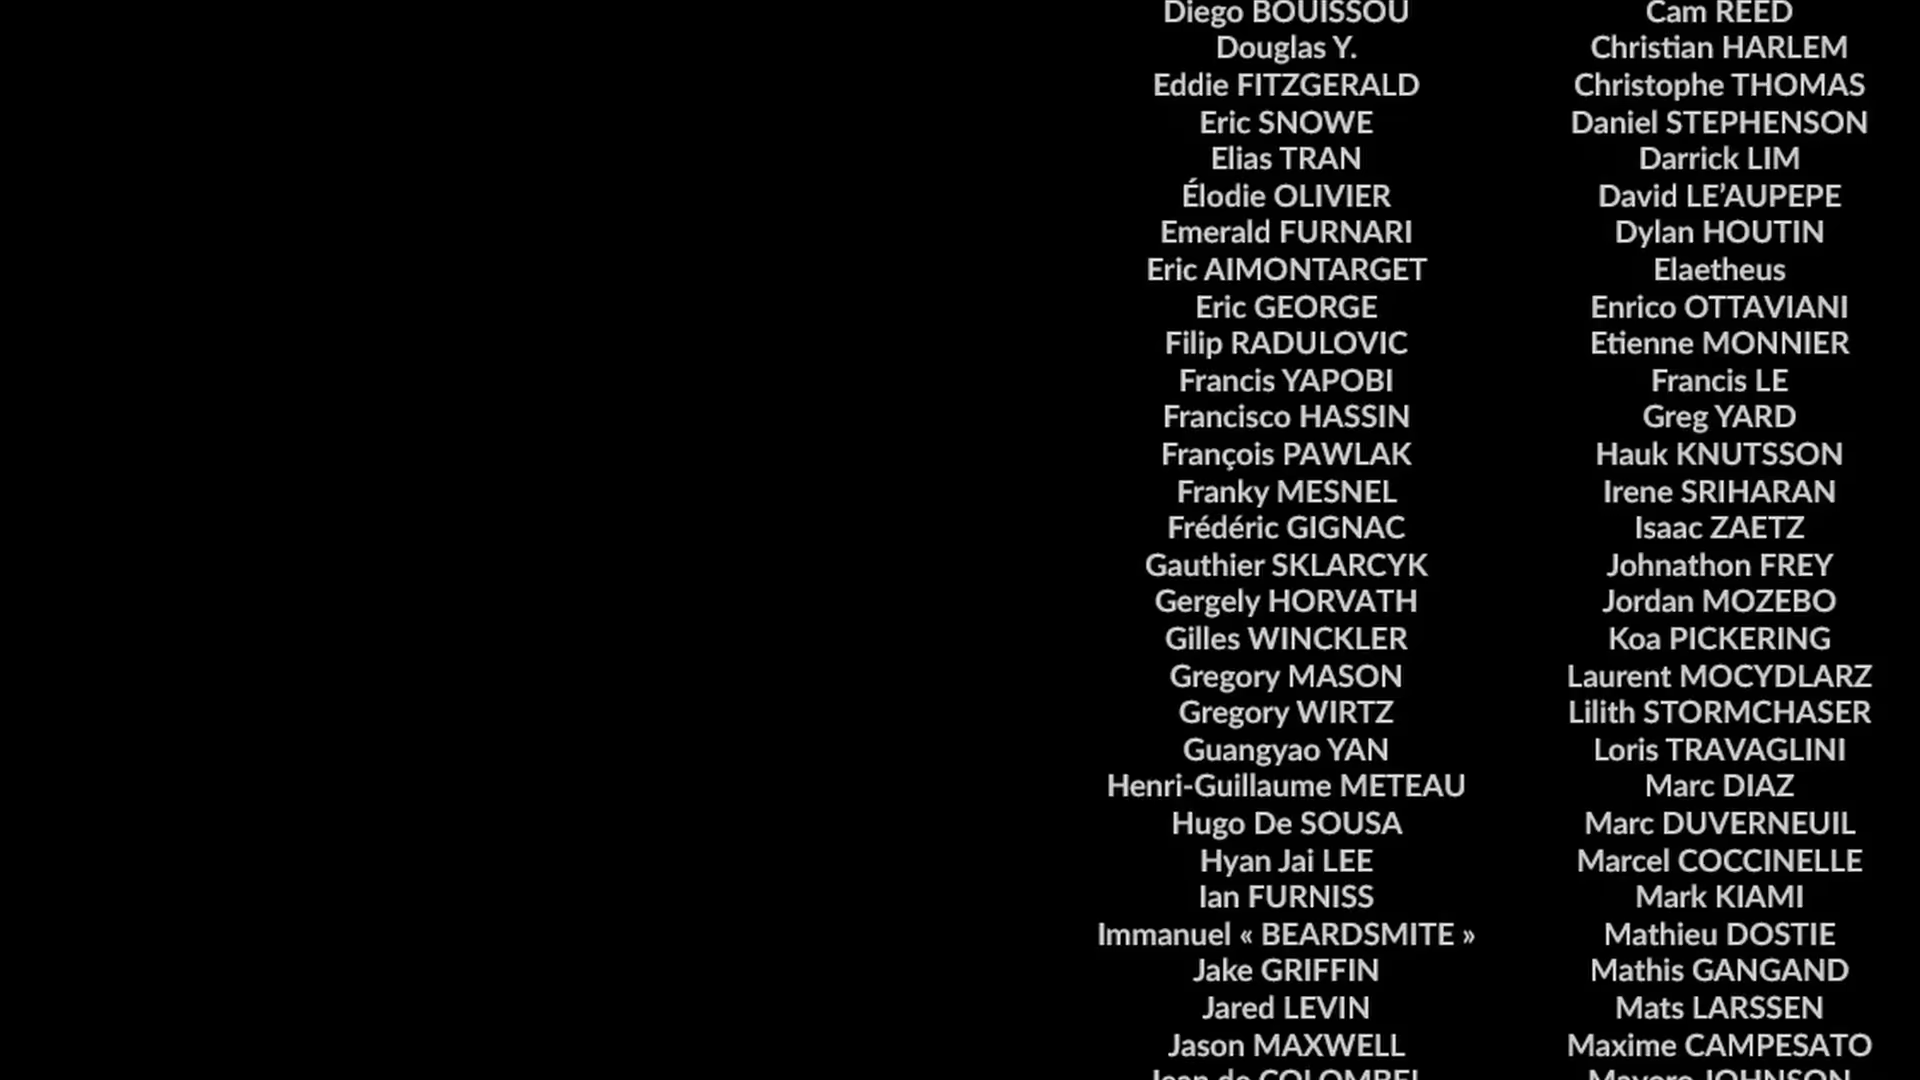 Diego BOUISSOU
Douglas Y.
Eddie FITZGERALD
Eric SNOWE
Elias TRAN
Élodie OLIVIER
Emerald FURNARI
Eric AIMONTARGET
Eric GEORGE
Filip RADULOVIC
Francis YAPOBI
Francisco HASSIN
François PAWLAK
Franky MESNEL
Frédéric GIGNAC
Gauthier SKLARCYK
Gergely HORVATH
Gilles WINCKLER
Gregory MASON
Gregory WIRTZ
Guangyao YAN
Henri-Guillaume METEAU
Hugo De SOUSA
Hyan Jai LEE
Ian FURNISS
Immanuel « BEARDSMITE »
Jake GRIFFIN
Jared LEVIN
Jason MAXWELL
Jean de COLOMBEL
Cam REED
Christian HARLEM
Christophe THOMAS
Daniel STEPHENSON
Darrick LIM
David LE’AUPEPE
Dylan HOUTIN
Elaetheus
Enrico OTTAVIANI
Etienne MONNIER
Francis LE
Greg YARD
Hauk KNUTSSON
Irene SRIHARAN
Isaac ZAETZ
Johnathon FREY
Jordan MOZEBO
Koa PICKERING
Laurent MOCYDLARZ
Lilith STORMCHASER
Loris TRAVAGLINI
Marc DIAZ
Marc DUVERNEUIL
Marcel COCCINELLE
Mark KIAMI
Mathieu DOSTIE
Mathis GANGAND
Mats LARSSEN
Maxime CAMPESATO
JOHNSON